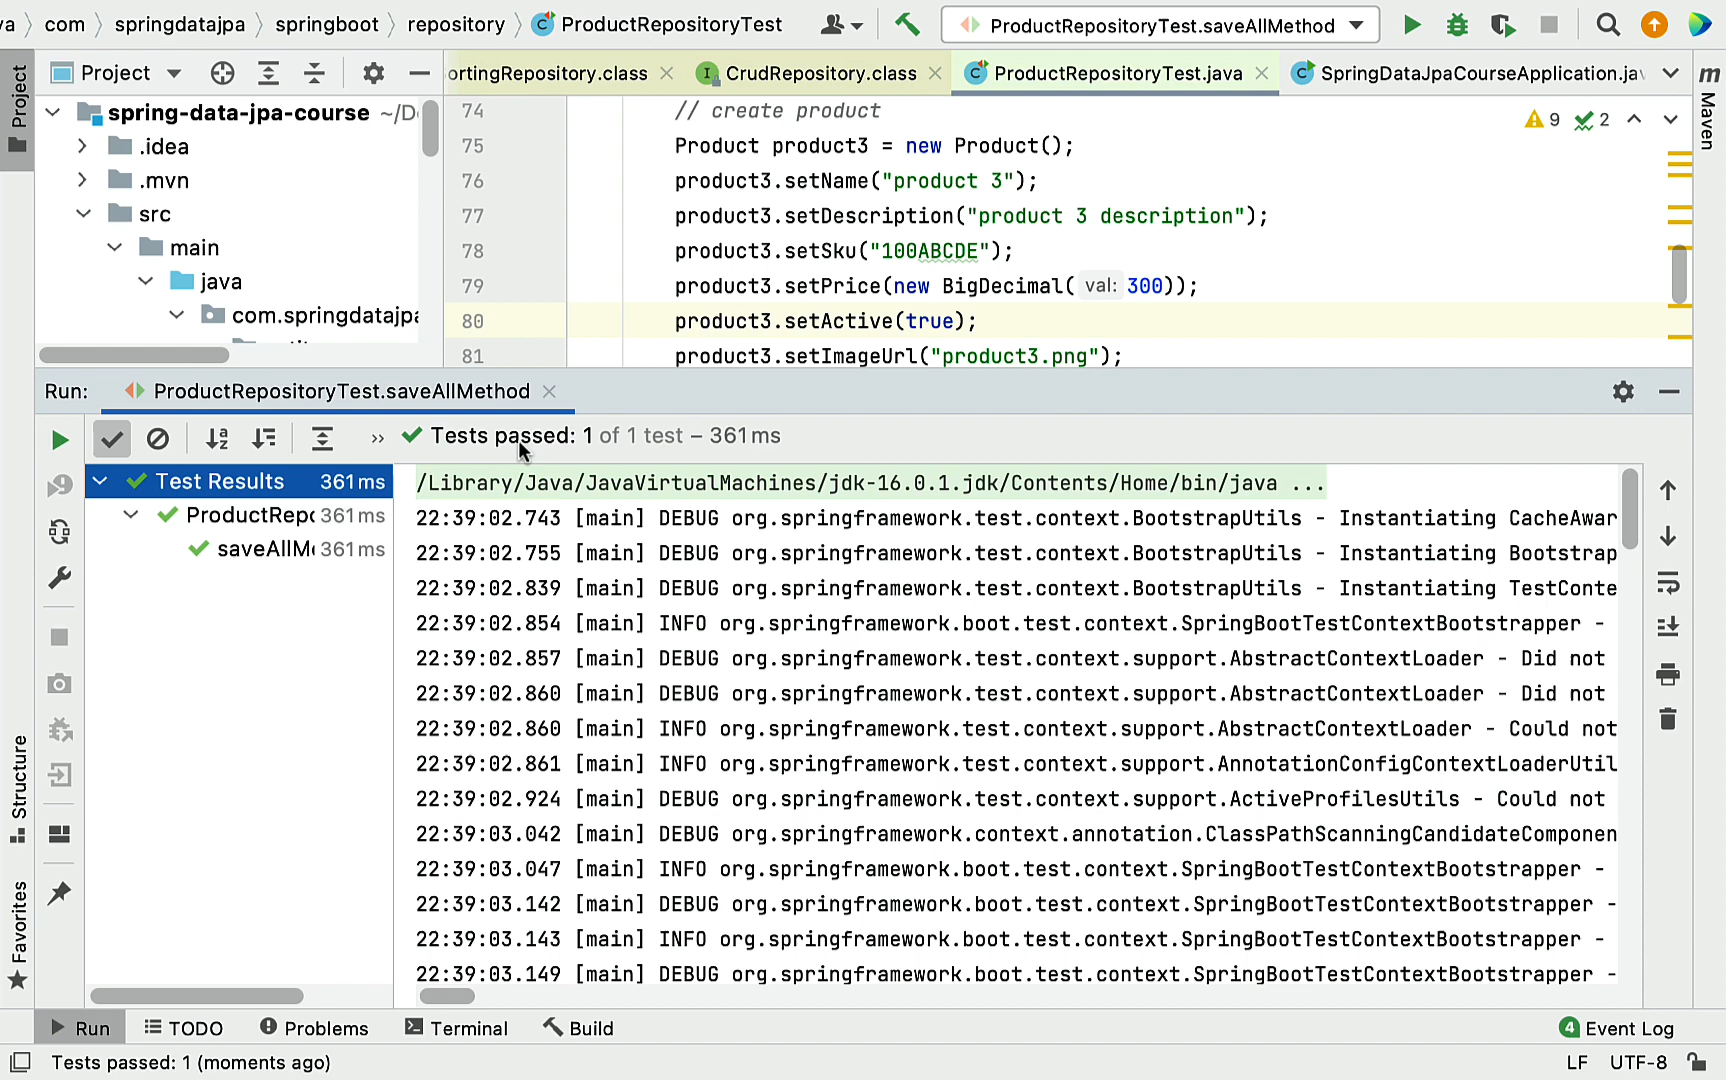 va com springdatajpa springboot repository ProductRepositoryTest ProductRepositoryTest.saveAllMethod
Project ortingRepository.class CrudRepository.class ProductRepositoryTest.java SpringDataJpaCourseApplication.jav
Project
Maven
spring-data-jpa-course ~/D
.idea
.mvn
src
main
java
com.springdatajpa
74 // create product
75 Product product3 = new Product();
76 product3.setName("product 3");
77 product3.setDescription("product 3 description");
78 product3.setSku("100ABCDE");
79 product3.setPrice(new BigDecimal( val: 300));
80 product3.setActive(true);
81 product3.setImageUrl("product3.png");
9 2
Run: ProductRepositoryTest.saveAllMethod
Tests passed: 1 of 1 test – 361ms
Test Results 361ms
ProductRepo 361ms
saveAllM 361ms
/Library/Java/JavaVirtualMachines/jdk-16.0.1.jdk/Contents/Home/bin/java ...
22:39:02.743 [main] DEBUG org.springframework.test.context.BootstrapUtils - Instantiating CacheAwar
22:39:02.755 [main] DEBUG org.springframework.test.context.BootstrapUtils - Instantiating Bootstrap
22:39:02.839 [main] DEBUG org.springframework.test.context.BootstrapUtils - Instantiating TestConte
22:39:02.854 [main] INFO org.springframework.boot.test.context.SpringBootTestContextBootstrapper -
22:39:02.857 [main] DEBUG org.springframework.test.context.support.AbstractContextLoader - Did not
22:39:02.860 [main] DEBUG org.springframework.test.context.support.AbstractContextLoader - Did not
22:39:02.860 [main] INFO org.springframework.test.context.support.AbstractContextLoader - Could not
22:39:02.861 [main] INFO org.springframework.test.context.support.AnnotationConfigContextLoaderUtil
22:39:02.924 [main] DEBUG org.springframework.test.context.support.ActiveProfilesUtils - Could not
22:39:03.042 [main] DEBUG org.springframework.context.annotation.ClassPathScanningCandidateComponen
22:39:03.047 [main] INFO org.springframework.boot.test.context.SpringBootTestContextBootstrapper -
22:39:03.142 [main] DEBUG org.springframework.boot.test.context.SpringBootTestContextBootstrapper -
22:39:03.143 [main] INFO org.springframework.boot.test.context.SpringBootTestContextBootstrapper -
22:39:03.149 [main] DEBUG org.springframework.boot.test.context.SpringBootTestContextBootstrapper -
Structure
Favorites
Run TODO Problems Terminal Build 4 Event Log
Tests passed: 1 (moments ago) LF UTF-8